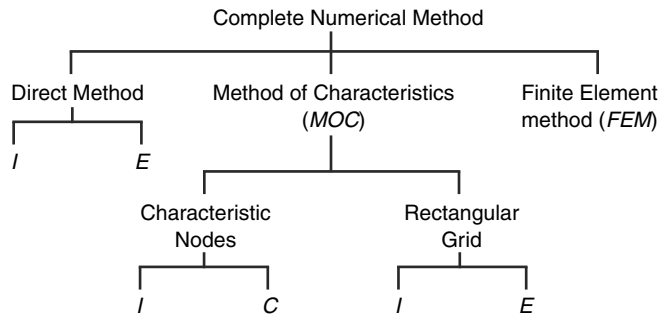 Complete Numerical Method
Direct Method
Method of Characteristics
(MOC)
Finite Element
method (FEM)
I
E
Characteristic
Nodes
Rectangular
Grid
I
C
I
E